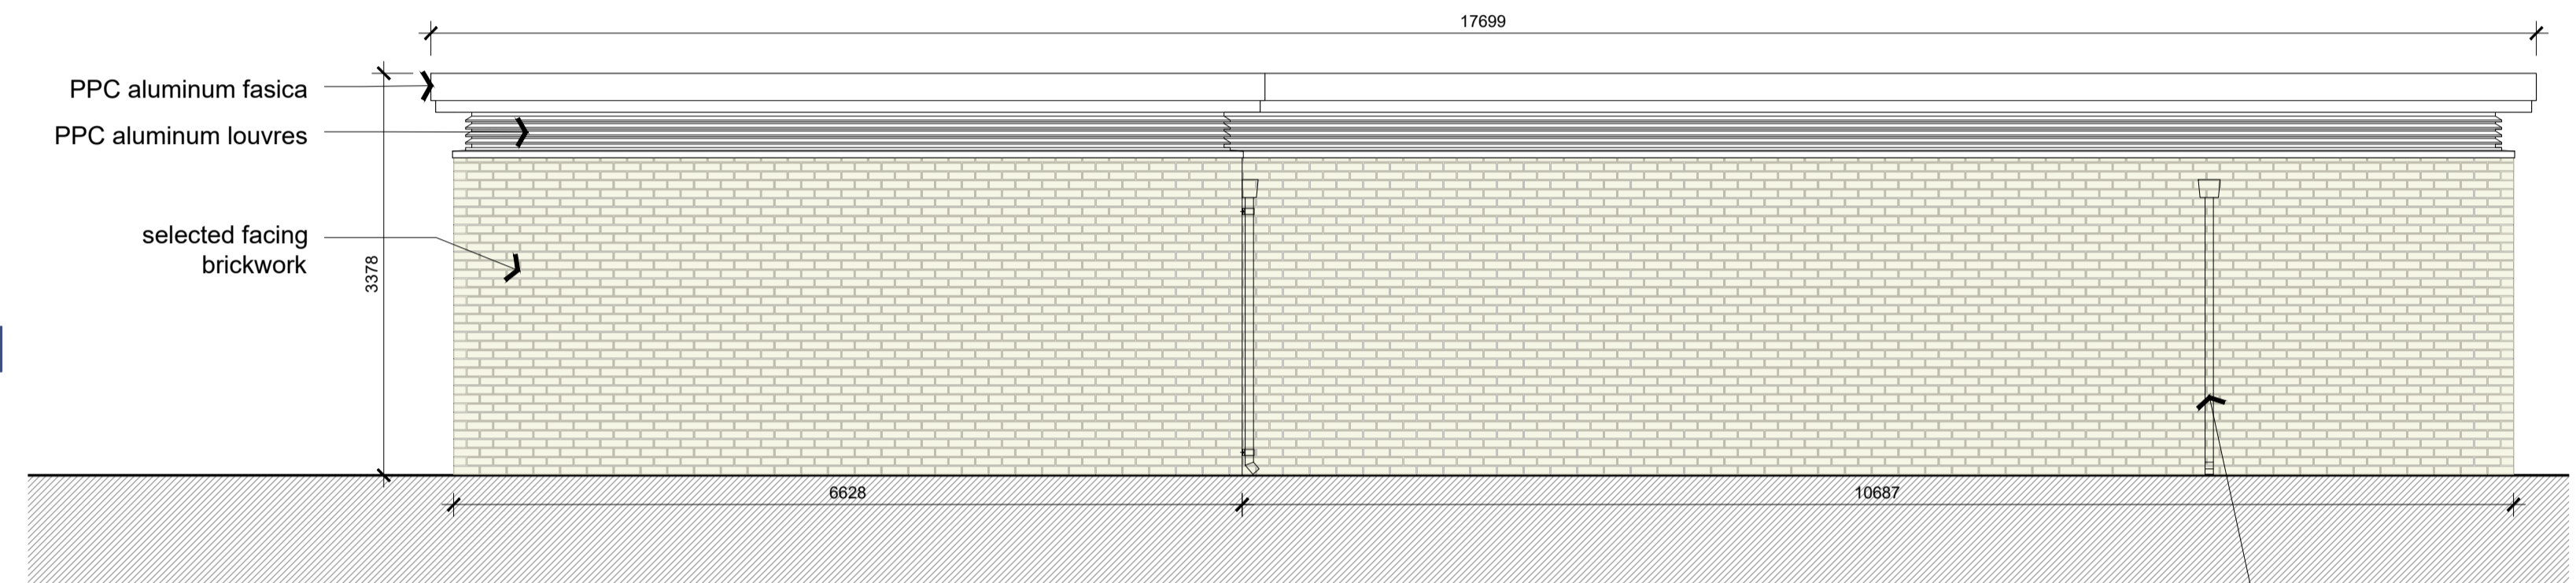 17699
PPC aluminum fasica
PPC aluminum louvres
selected facing
brickwork
3378
6628
10687